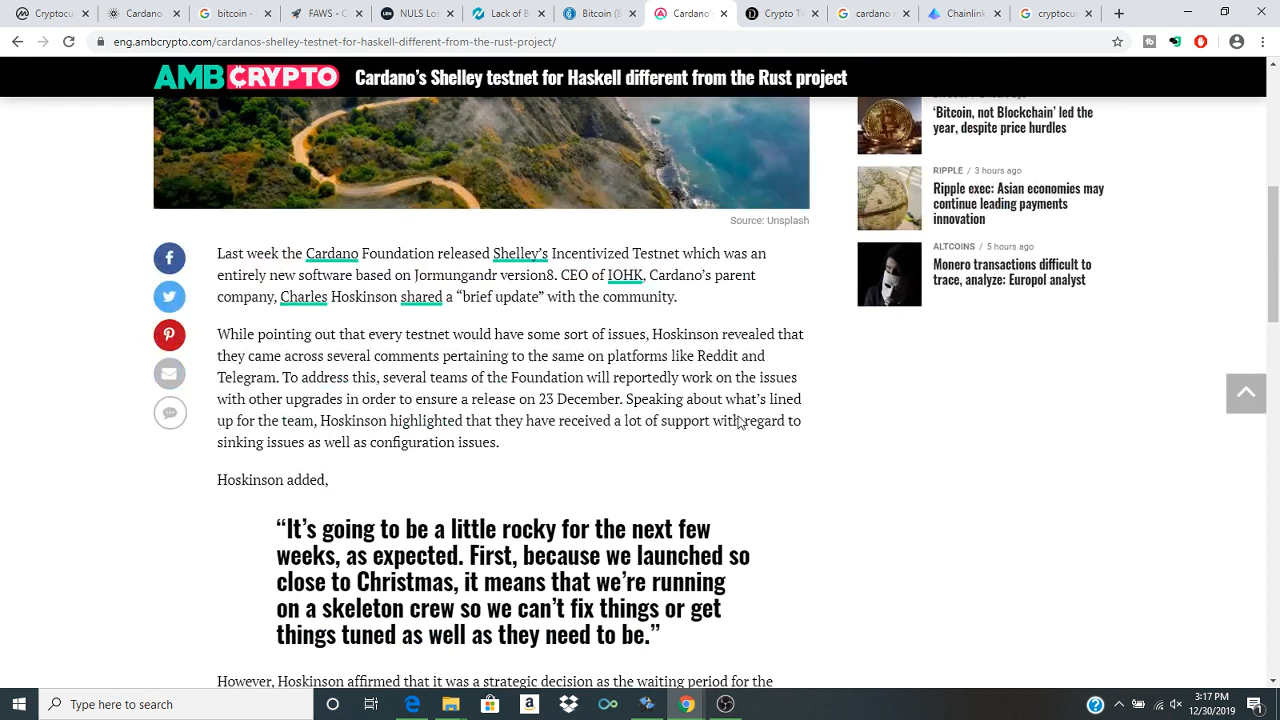 Crypto
LBN
NULS
Look of
Bitcoin (B
Cardano'
Cardano
cardano
Chainlink
cryptoc
eng.ambcrypto.com/cardanos-shelley-testnet-for-haskell-different-from-the-rust-project/
AMBCRYPTO
Cardano’s Shelley testnet for Haskell different from the Rust project
‘Bitcoin, not Blockchain’ led the
year, despite price hurdles
RIPPLE / 3 hours ago
Ripple exec: Asian economies may
continue leading payments
innovation
Source: Unsplash
ALTCOINS / 5 hours ago
Monero transactions difficult to
trace, analyze: Europol analyst
Last week the Cardano Foundation released Shelley’s Incentivized Testnet which was an
entirely new software based on Jormungandr version8. CEO of IOHK, Cardano’s parent
company, Charles Hoskinson shared a “brief update” with the community.
While pointing out that every testnet would have some sort of issues, Hoskinson revealed that
they came across several comments pertaining to the same on platforms like Reddit and
Telegram. To address this, several teams of the Foundation will reportedly work on the issues
with other upgrades in order to ensure a release on 23 December. Speaking about what’s lined
up for the team, Hoskinson highlighted that they have received a lot of support with regard to
sinking issues as well as configuration issues.
Hoskinson added,
“It’s going to be a little rocky for the next few
weeks, as expected. First, because we launched so
close to Christmas, it means that we’re running
on a skeleton crew so we can’t fix things or get
things tuned as well as they need to be.”
However, Hoskinson affirmed that it was a strategic decision as the waiting period for the
Type here to search
3:17 PM
12/30/2019